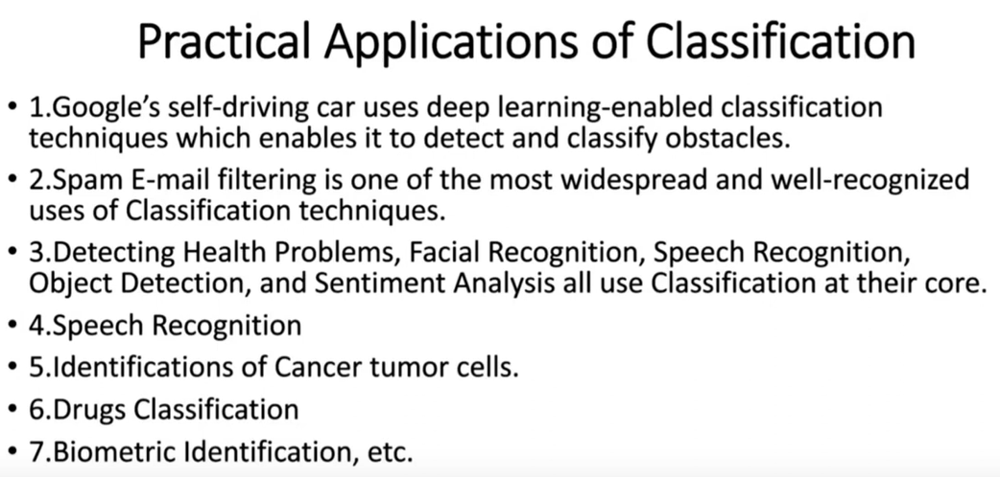 Practical Applications of Classification
• 1.Google’s self-driving car uses deep learning-enabled classification
techniques which enables it to detect and classify obstacles.
• 2.Spam E-mail filtering is one of the most widespread and well-recognized
uses of Classification techniques.
• 3.Detecting Health Problems, Facial Recognition, Speech Recognition,
Object Detection, and Sentiment Analysis all use Classification at their core.
• 4.Speech Recognition
• 5.Identifications of Cancer tumor cells.
• 6.Drugs Classification
• 7.Biometric Identification, etc.